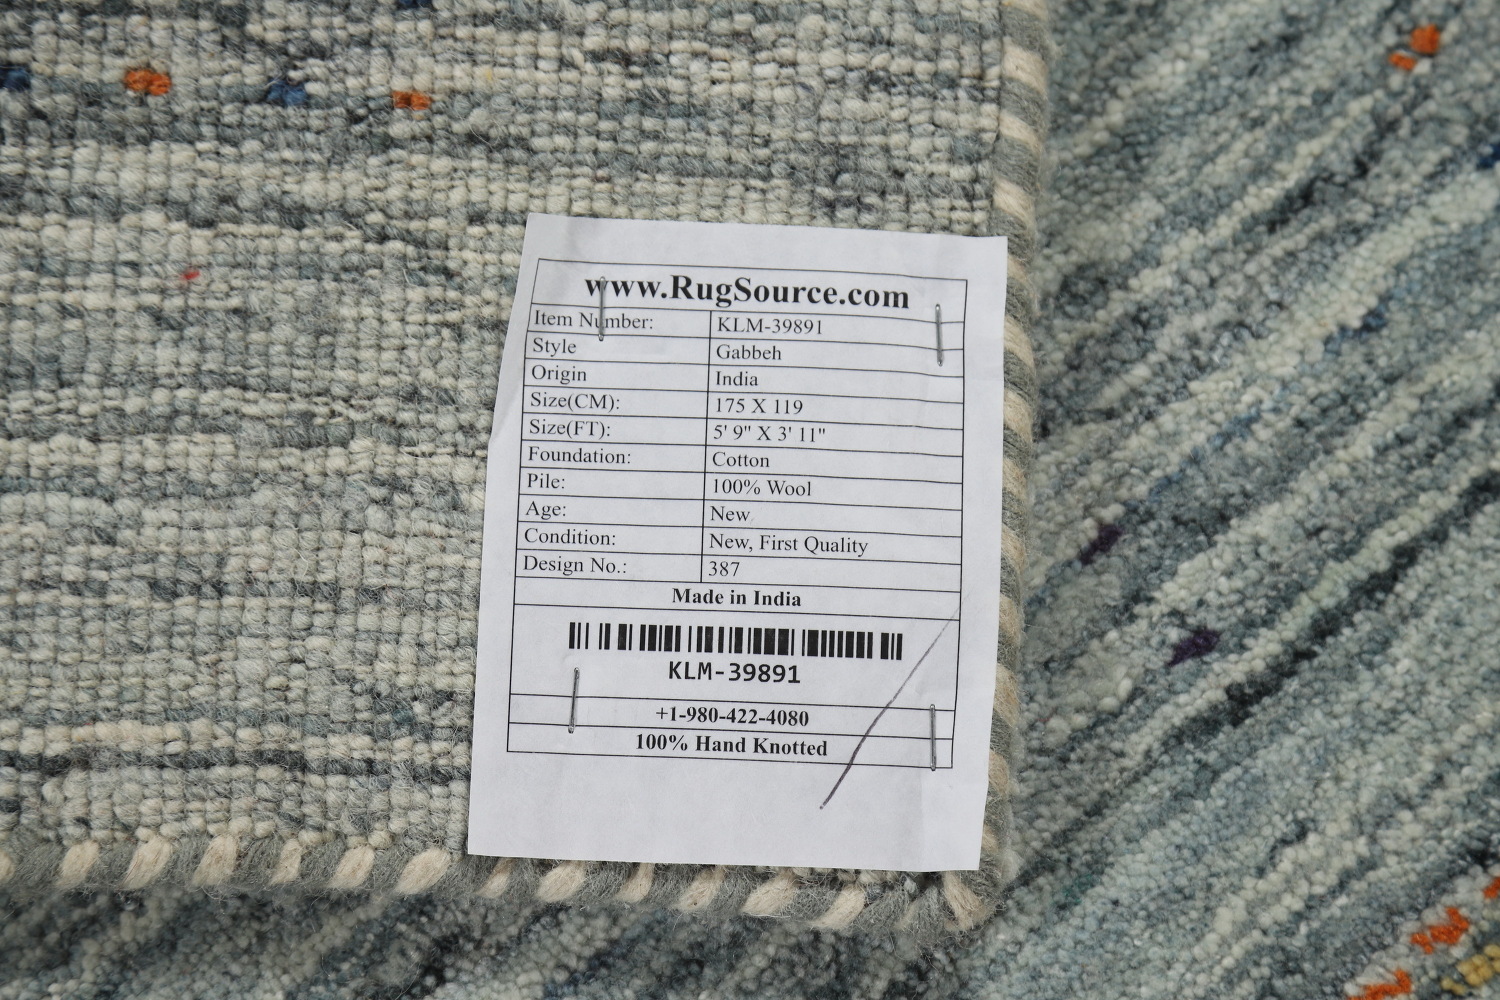 www.RugSource.com
Item Number: KLM-39891
Style Gabbeh
Origin India
Size(CM): 175 X 119
Size(FT): 5' 9" X 3' 11"
Foundation: Cotton
Pile: 100% Wool
Age: New
Condition: New, First Quality
Design No.: 387
Made in India
KLM-39891
+1-980-422-4080
100% Hand Knotted